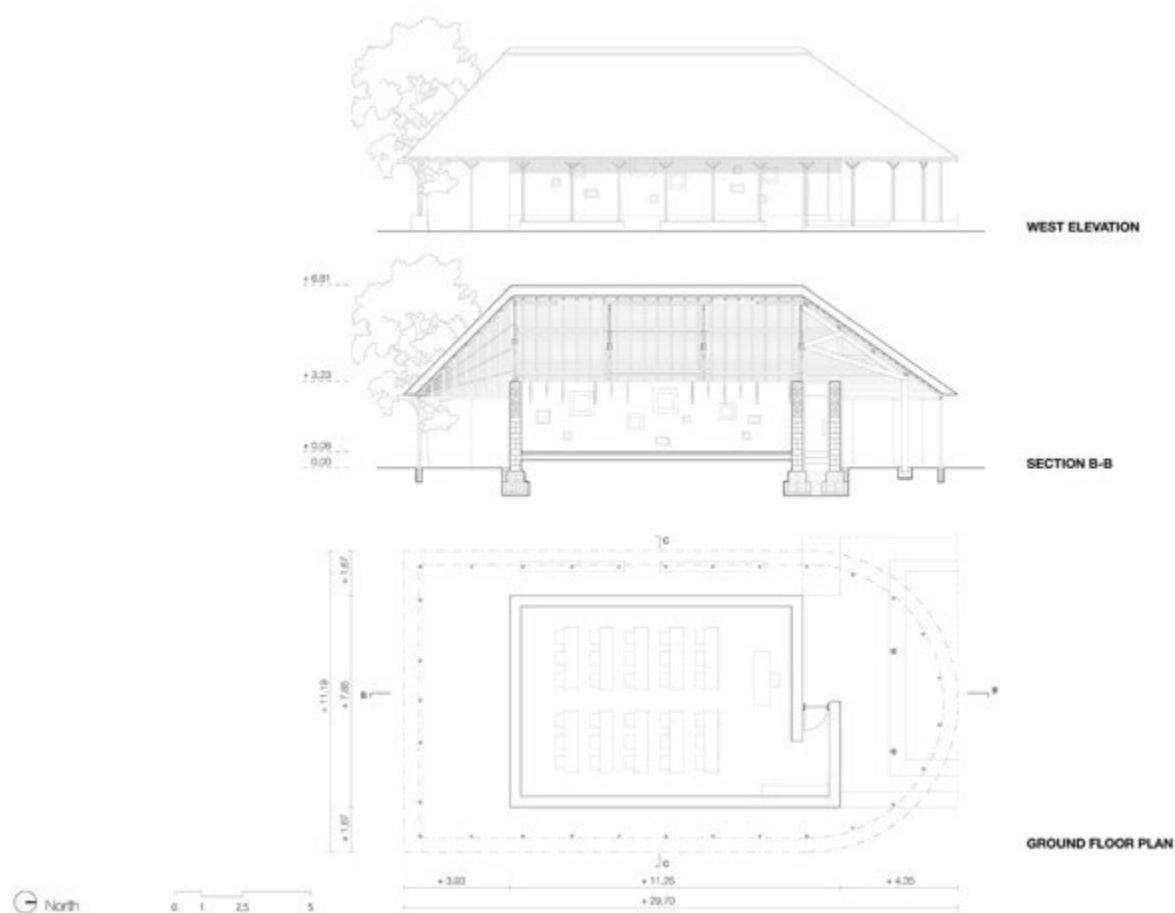 WEST ELEVATION
+ 6,61
+ 3,23
+ 0,06
0,00
SECTION B-B
C
+ 1,67
+ 11,19
+ 7,85
B
+ 1,67
C
GROUND FLOOR PLAN
+ 3,93
+ 11,25
+ 4,35
+ 29,70
North
0 1 2,5 5